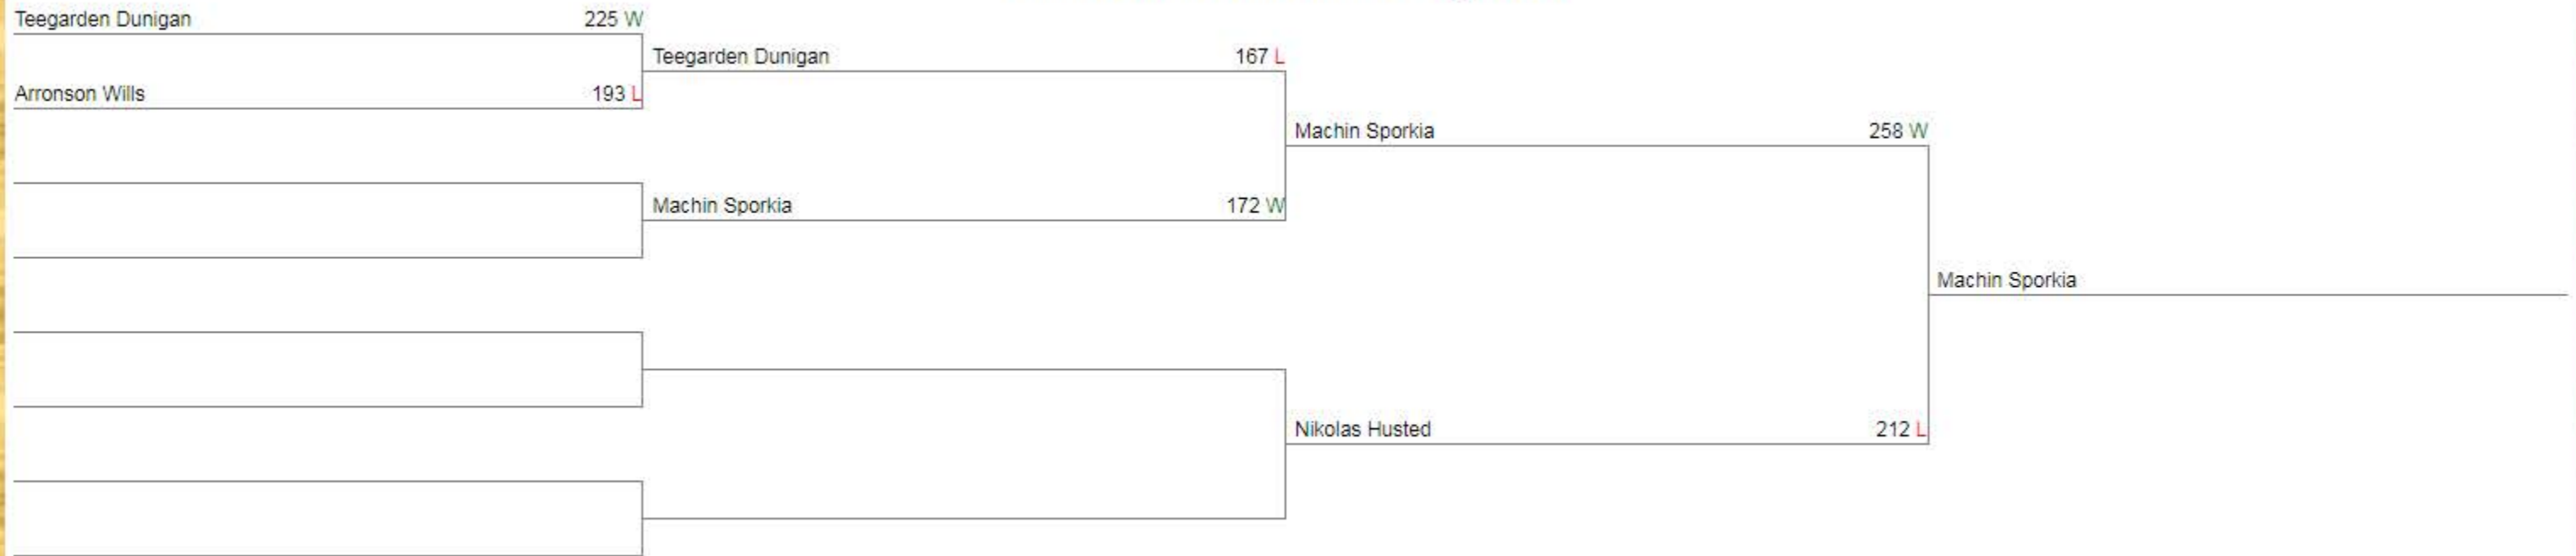 Teegarden Dunigan 225 W
Arronson Wills 193 L
Teegarden Dunigan 167 L
Machin Sporkia 172 W
Machin Sporkia 258 W
Nikolas Husted 212 L
Machin Sporkia